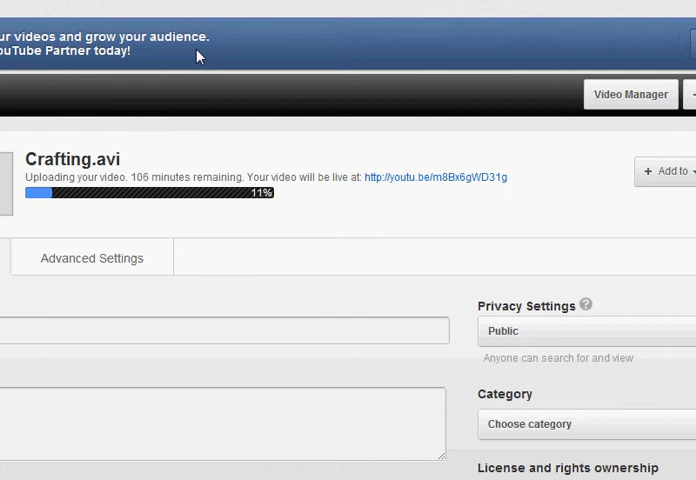 ur videos and grow your audience.
ouTube Partner today!
Video Manager
Crafting.avi
Uploading your video. 106 minutes remaining. Your video will be live at: http://youtu.be/m8Bx6gWD31g
11%
+ Add to
Advanced Settings
Privacy Settings ?
Public
Anyone can search for and view
Category
Choose category
License and rights ownership